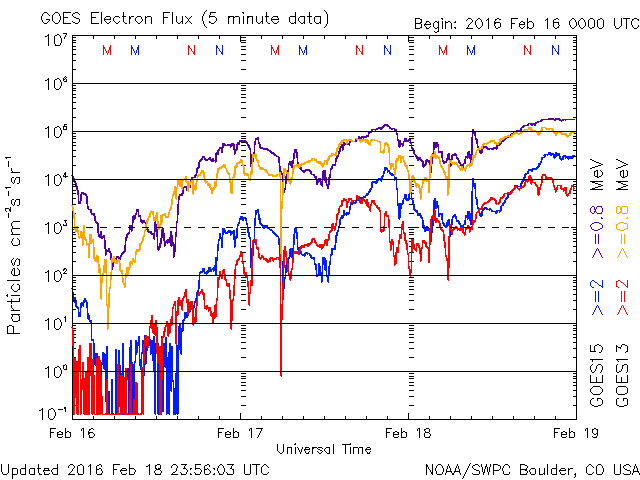 GOES Electron Flux (5 minute data)
Begin: 2016 Feb 16 0000 UTC
M M N N M M N N M M N N
10⁷
10⁶
10⁵
10⁴
10³
10²
10¹
10⁰
10⁻¹
Particles cm⁻²s⁻¹sr⁻¹
Feb 16 Feb 17 Feb 18 Feb 19
Universal Time
GOES15 >=2 >=0.8 MeV
GOES13 >=2 >=0.8 MeV
Updated 2016 Feb 18 23:56:03 UTC
NOAA/SWPC Boulder, CO USA